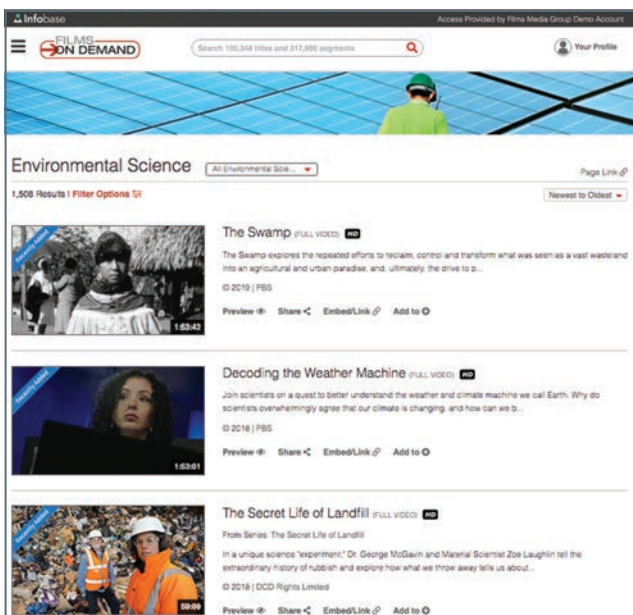 Infobase
Access Provided by Films Media Group Demo Account
FILMS
ON DEMAND
Search 100,348 titles and 317,990 segments
Your Profile
Environmental Science
All Environmental Scie...
Page Link
1,506 Results | Filter Options
Newest to Oldest
Recently Added
1:53:42
The Swamp (FULL VIDEO) HD
The Swamp explores the repeated efforts to reclaim, control and transform what was seen as a vast wasteland
into an agricultural and urban paradise, and, ultimately, the drive to p...
© 2019 | PBS
Preview Share Embed/Link Add to
Recently Added
1:53:01
Decoding the Weather Machine (FULL VIDEO) HD
Join scientists on a quest to better understand the weather and climate machine we call Earth. Why do
scientists overwhelmingly agree that our climate is changing, and how can we b...
© 2018 | PBS
Preview Share Embed/Link Add to
Recently Added
59:09
The Secret Life of Landfill (FULL VIDEO) HD
From Series: The Secret Life of Landfill
In a unique science "experiment," Dr. George McGavin and Material Scientist Zoe Laughlin tell the
extraordinary history of rubbish and explore how what we throw away tells us about...
© 2018 | DCD Rights Limited
Preview Share Embed/Link Add to